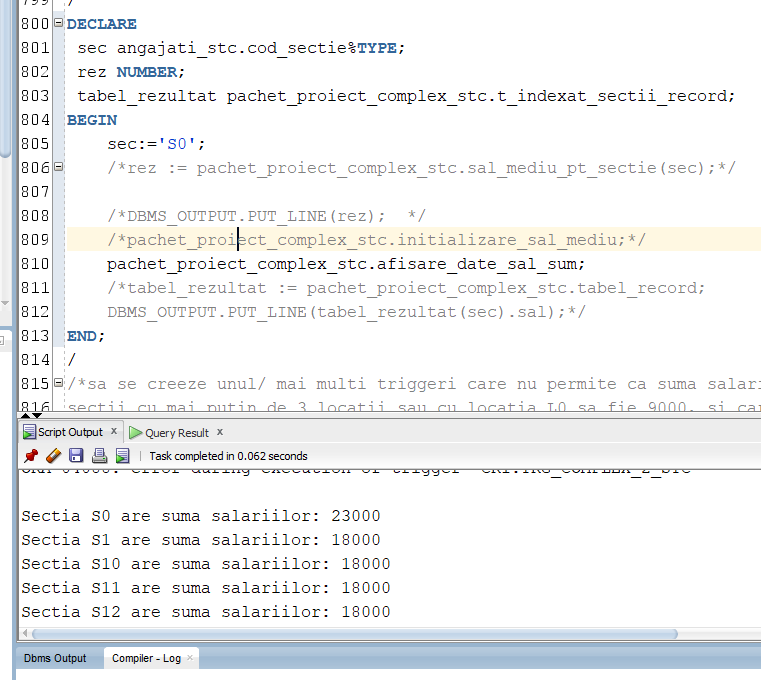 799 /
800 DECLARE
801 sec angajati_stc.cod_sectie%TYPE;
802 rez NUMBER;
803 tabel_rezultat pachet_proiect_complex_stc.t_indexat_sectii_record;
804 BEGIN
805 sec:='S0';
806 /*rez := pachet_proiect_complex_stc.sal_mediu_pt_sectie(sec);*/
807
808 /*DBMS_OUTPUT.PUT_LINE(rez); */
809 /*pachet_proiect_complex_stc.initializare_sal_mediu;*/
810 pachet_proiect_complex_stc.afisare_date_sal_sum;
811 /*tabel_rezultat := pachet_proiect_complex_stc.tabel_record;
812 DBMS_OUTPUT.PUT_LINE(tabel_rezultat(sec).sal);*/
813 END;
814 /
815 /*sa se creeze unul/ mai multi triggeri care nu permite ca suma salari
816 sectii cu mai putin de 3 locatii sau cu locatia L0 sa fie 9000, si car
Script Output x Query Result x
Task completed in 0.062 seconds
error during execution of trigger
Sectia S0 are suma salariilor: 23000
Sectia S1 are suma salariilor: 18000
Sectia S10 are suma salariilor: 18000
Sectia S11 are suma salariilor: 18000
Sectia S12 are suma salariilor: 18000
Dbms Output Compiler - Log x